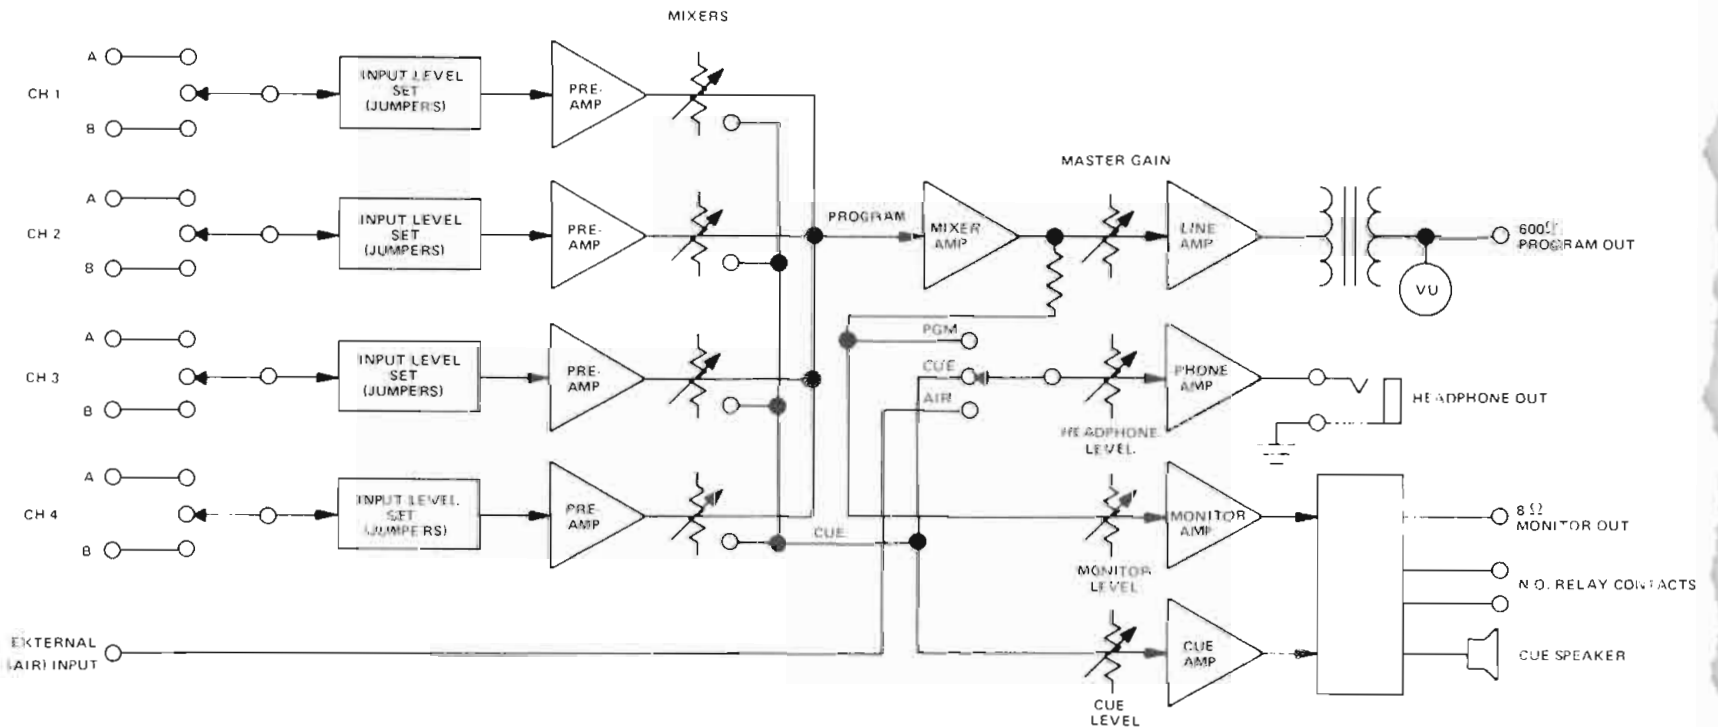 MIXERS
A
CH 1
B
INPUT LEVEL
SET
(JUMPERS)
PRE-
AMP
A
CH 2
B
INPUT LEVEL
SET
(JUMPERS)
PRE-
AMP
PROGRAM
MIXER
AMP
MASTER GAIN
LINE
AMP
600Ω
PROGRAM OUT
VU
A
CH 3
B
INPUT LEVEL
SET
(JUMPERS)
PRE-
AMP
PGM
CUE
AIR
HEADPHONE
LEVEL
PHONE
AMP
HEADPHONE OUT
A
CH 4
B
INPUT LEVEL
SET
(JUMPERS)
PRE-
AMP
CUE
MONITOR
LEVEL
MONITOR
AMP
8 Ω
MONITOR OUT
N.O. RELAY CONTACTS
EXTERNAL
(AIR) INPUT
CUE
LEVEL
CUE
AMP
CUE SPEAKER